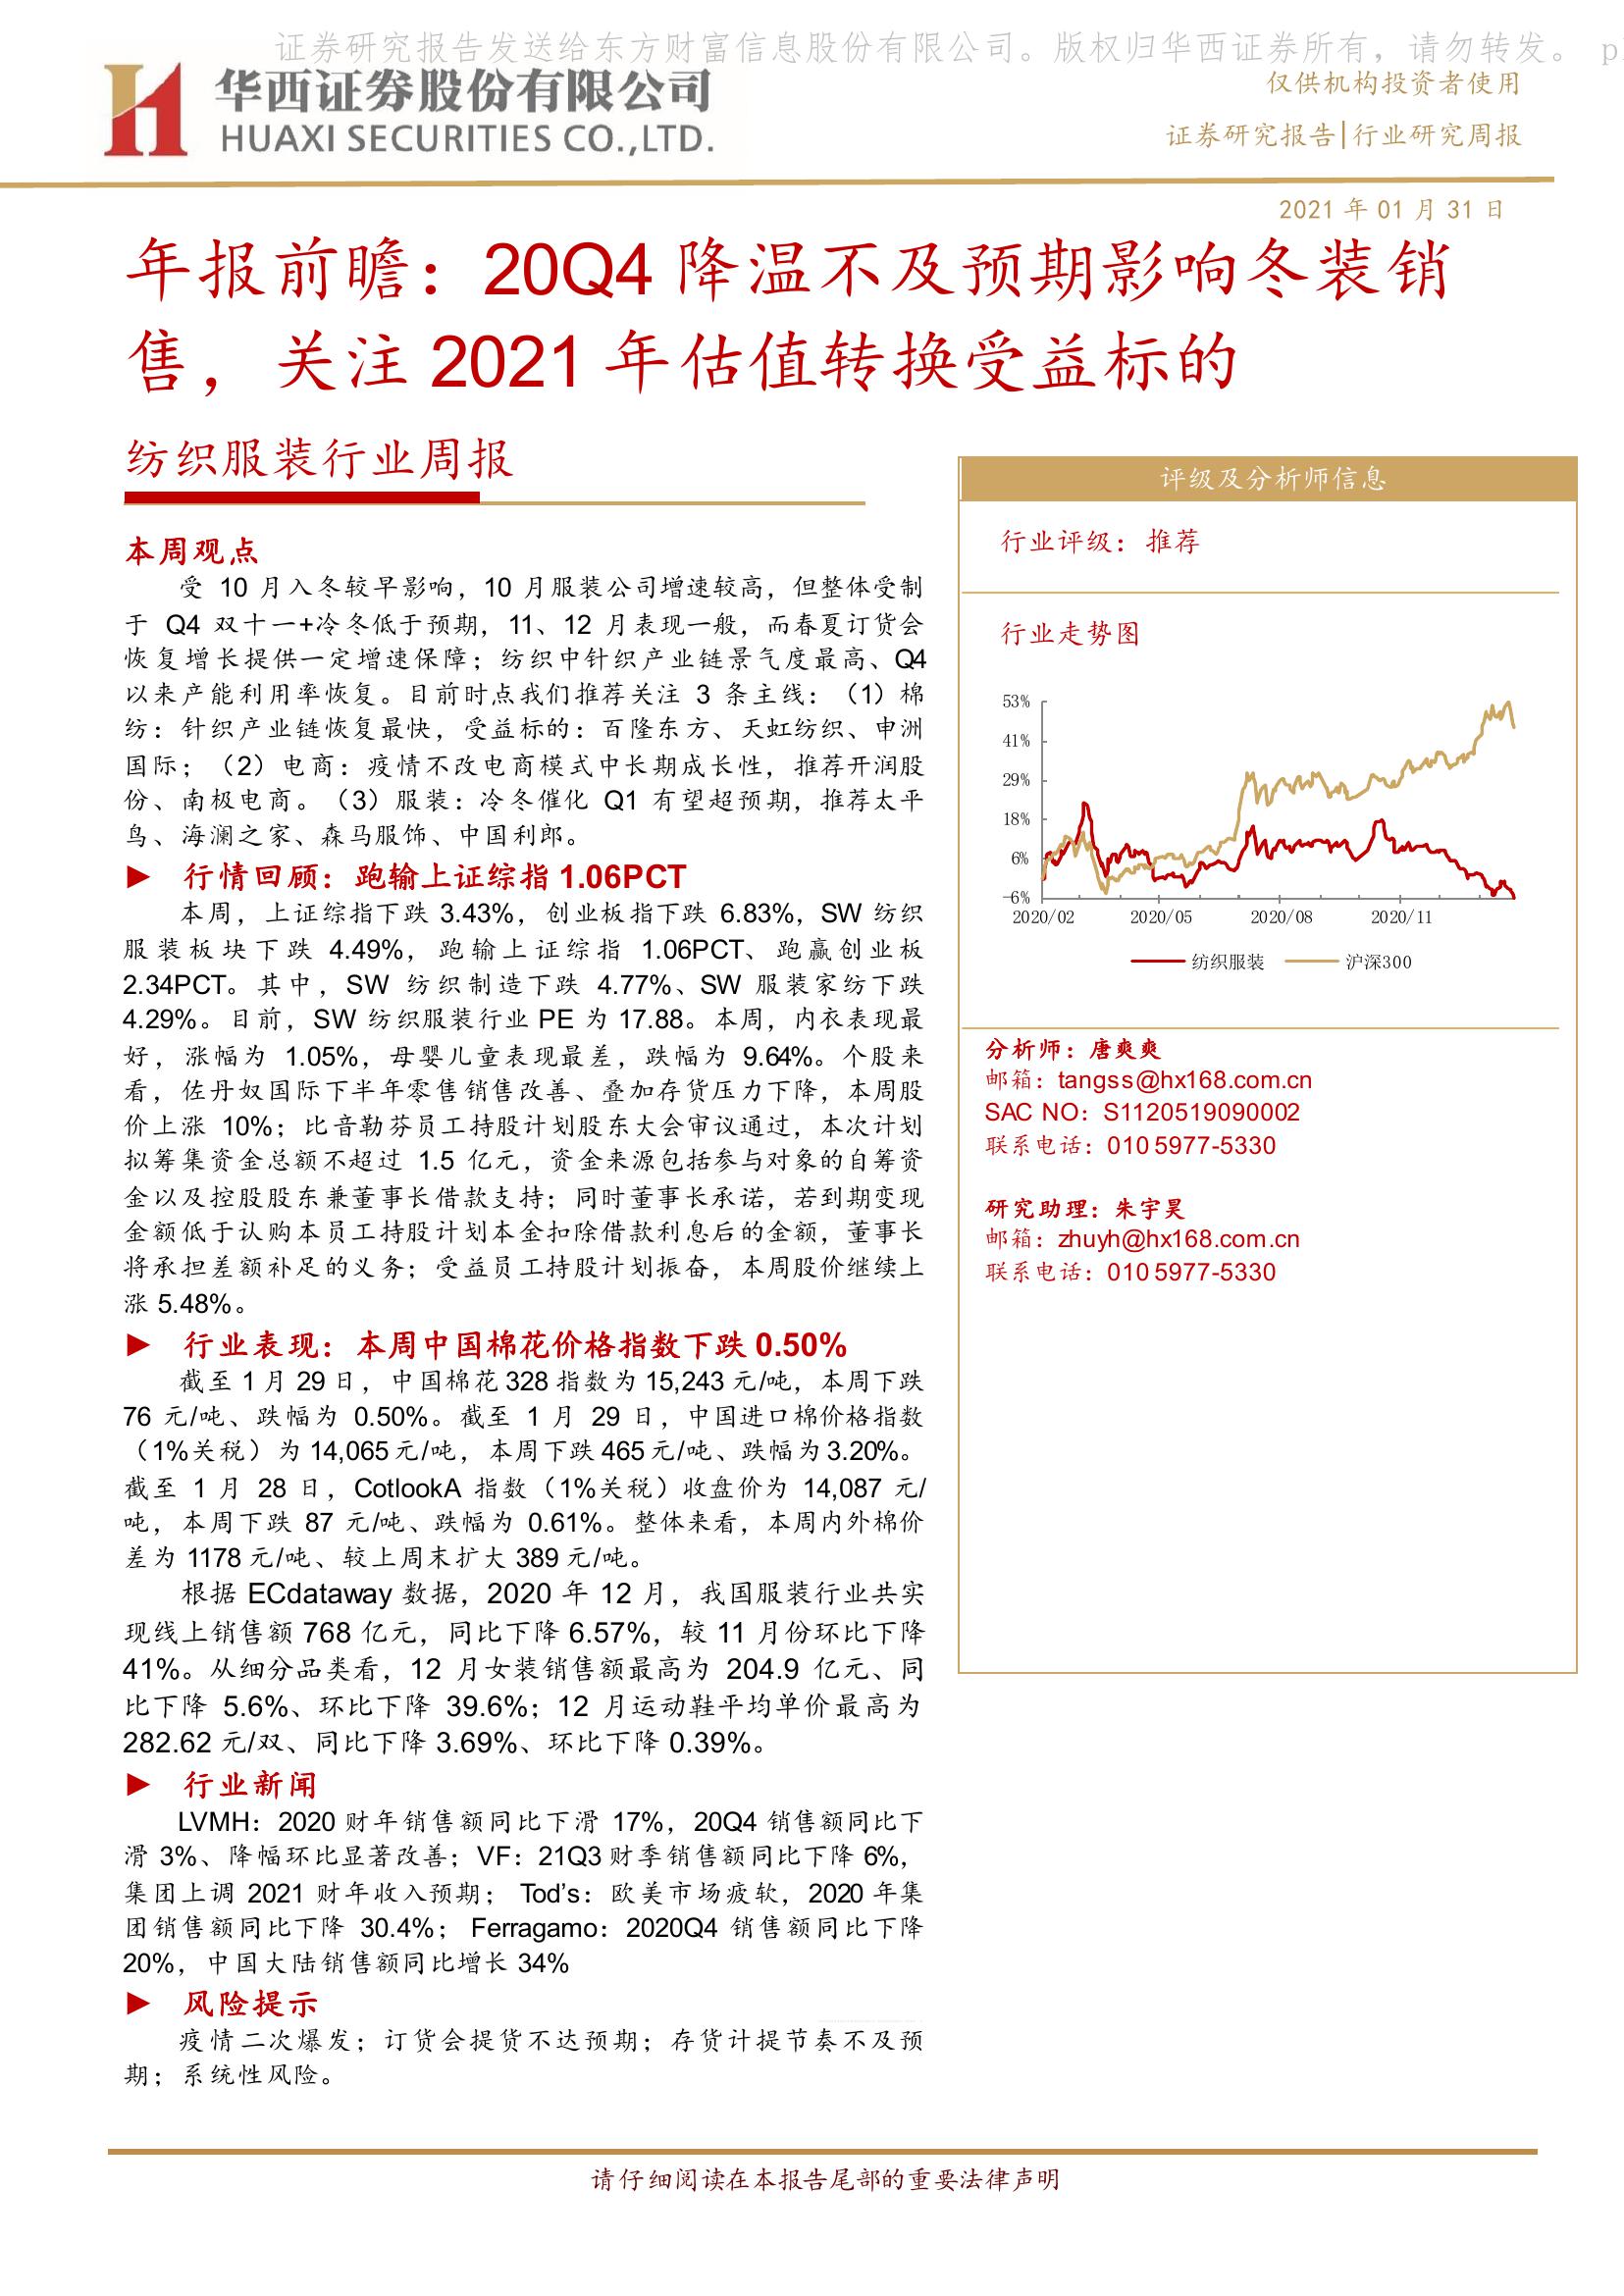 证券研究报告发送给东方财富信息股份有限公司。版权归华西证券所有，请勿转发。 p
华西证券股份有限公司
HUAXI SECURITIES CO.,LTD.
仅供机构投资者使用
证券研究报告|行业研究周报
2021 年 01 月 31 日
年报前瞻：20Q4 降温不及预期影响冬装销
售，关注 2021 年估值转换受益标的
纺织服装行业周报
本周观点
受 10 月入冬较早影响，10 月服装公司增速较高，但整体受制
于 Q4 双十一+冷冬低于预期，11、12 月表现一般，而春夏订货会
恢复增长提供一定增速保障；纺织中针织产业链景气度最高、Q4
以来产能利用率恢复。目前时点我们推荐关注 3 条主线：（1）棉
纺：针织产业链恢复最快，受益标的：百隆东方、天虹纺织、申洲
国际；（2）电商：疫情不改电商模式中长期成长性，推荐开润股
份、南极电商。（3）服装：冷冬催化 Q1 有望超预期，推荐太平
鸟、海澜之家、森马服饰、中国利郎。
► 行情回顾：跑输上证综指 1.06PCT
本周，上证综指下跌 3.43%，创业板指下跌 6.83%，SW 纺织
服装板块下跌 4.49%，跑输上证综指 1.06PCT、跑赢创业板
2.34PCT。其中，SW 纺织制造下跌 4.77%、SW 服装家纺下跌
4.29%。目前，SW 纺织服装行业 PE 为 17.88。本周，内衣表现最
好，涨幅为 1.05%，母婴儿童表现最差，跌幅为 9.64%。个股来
看，佐丹奴国际下半年零售销售改善、叠加存货压力下降，本周股
价上涨 10%；比音勒芬员工持股计划股东大会审议通过，本次计划
拟筹集资金总额不超过 1.5 亿元，资金来源包括参与对象的自筹资
金以及控股股东兼董事长借款支持；同时董事长承诺，若到期变现
金额低于认购本员工持股计划本金扣除借款利息后的金额，董事长
将承担差额补足的义务；受益员工持股计划振奋，本周股价继续上
涨 5.48%。
► 行业表现：本周中国棉花价格指数下跌 0.50%
截至 1 月 29 日，中国棉花 328 指数为 15,243 元/吨，本周下跌
76 元/吨、跌幅为 0.50%。截至 1 月 29 日，中国进口棉价格指数
（1%关税）为 14,065 元/吨，本周下跌 465 元/吨、跌幅为 3.20%。
截至 1 月 28 日，CotlookA 指数（1%关税）收盘价为 14,087 元/
吨，本周下跌 87 元/吨、跌幅为 0.61%。整体来看，本周内外棉价
差为 1178 元/吨、较上周末扩大 389 元/吨。
根据 ECdataway 数据，2020 年 12 月，我国服装行业共实
现线上销售额 768 亿元，同比下降 6.57%，较 11 月份环比下降
41%。从细分品类看，12 月女装销售额最高为 204.9 亿元、同
比下降 5.6%、环比下降 39.6%；12 月运动鞋平均单价最高为
282.62 元/双、同比下降 3.69%、环比下降 0.39%。
► 行业新闻
LVMH：2020 财年销售额同比下滑 17%，20Q4 销售额同比下
滑 3%、降幅环比显著改善；VF：21Q3 财季销售额同比下降 6%，
集团上调 2021 财年收入预期； Tod's：欧美市场疲软，2020 年集
团销售额同比下降 30.4%； Ferragamo：2020Q4 销售额同比下降
20%，中国大陆销售额同比增长 34%
► 风险提示
疫情二次爆发；订货会提货不达预期；存货计提节奏不及预
期；系统性风险。
评级及分析师信息
行业评级：推荐
行业走势图
53%
41%
29%
18%
6%
-6%
2020/02 2020/05 2020/08 2020/11
纺织服装 沪深300
分析师：唐爽爽
邮箱：tangss@hx168.com.cn
SAC NO：S1120519090002
联系电话：010 5977-5330
研究助理：朱宇昊
邮箱：zhuyh@hx168.com.cn
联系电话：010 5977-5330
请仔细阅读在本报告尾部的重要法律声明